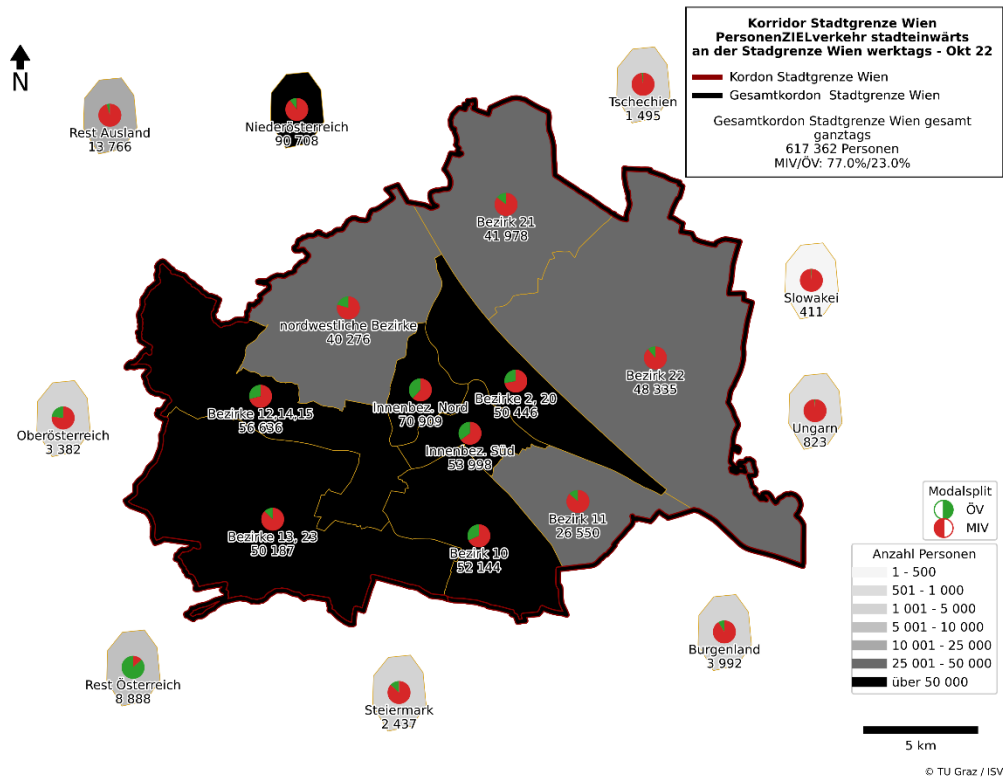 Korridor Stadtgrenze Wien
PersonenZIELverkehr stadteinwärts
an der Stadgrenze Wien werktags - Okt 22
Kordon Stadtgrenze Wien
Gesamtkordon  Stadtgrenze Wien
Gesamtkordon Stadtgrenze Wien gesamt
ganztags
617 362 Personen
MIV/ÖV: 77.0%/23.0%
N
Rest Ausland
13 766
Niederösterreich
90 708
Tschechien
1 495
Bezirk 21
41 978
Slowakei
411
nordwestliche Bezirke
40 276
Bezirk 22
48 335
Bezirke 12,14,15
56 636
Innenbez. Nord
70 909
Bezirke 2, 20
50 446
Oberösterreich
3 382
Innenbez. Süd
53 998
Ungarn
823
Bezirke 13, 23
50 187
Bezirk 10
52 144
Bezirk 11
26 550
Modalsplit
ÖV
MIV
Anzahl Personen
1 - 500
501 - 1 000
1 001 - 5 000
5 001 - 10 000
10 001 - 25 000
25 001 - 50 000
über 50 000
Burgenland
3 992
Rest Österreich
8 888
Steiermark
2 437
5 km
© TU Graz / ISV